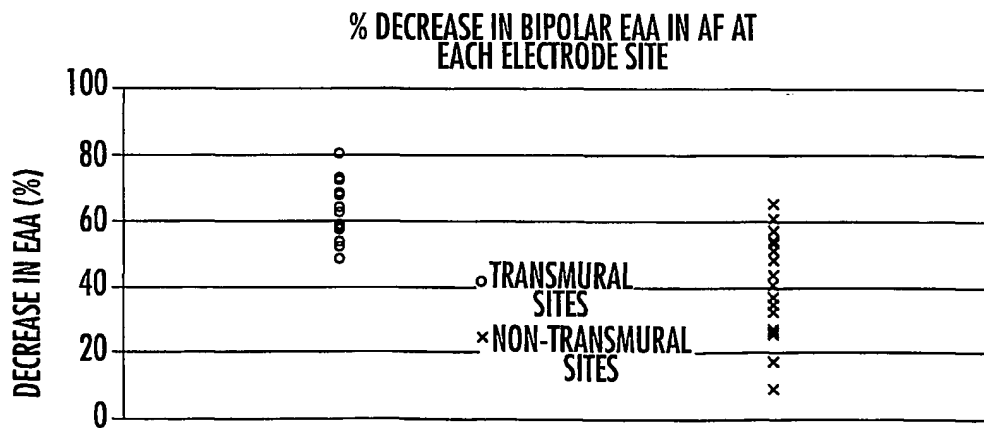 % DECREASE IN BIPOLAR EAA IN AF AT
EACH ELECTRODE SITE
DECREASE IN EAA (%)
100
80
60
40
20
0
TRANSMURAL
SITES
NON-TRANSMURAL
SITES